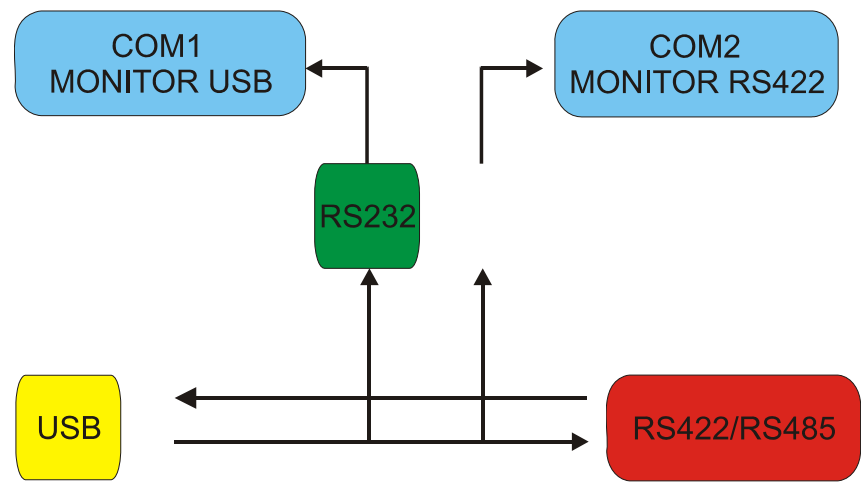 COM1
MONITOR USB
COM2
MONITOR RS422
RS232
USB
RS422/RS485